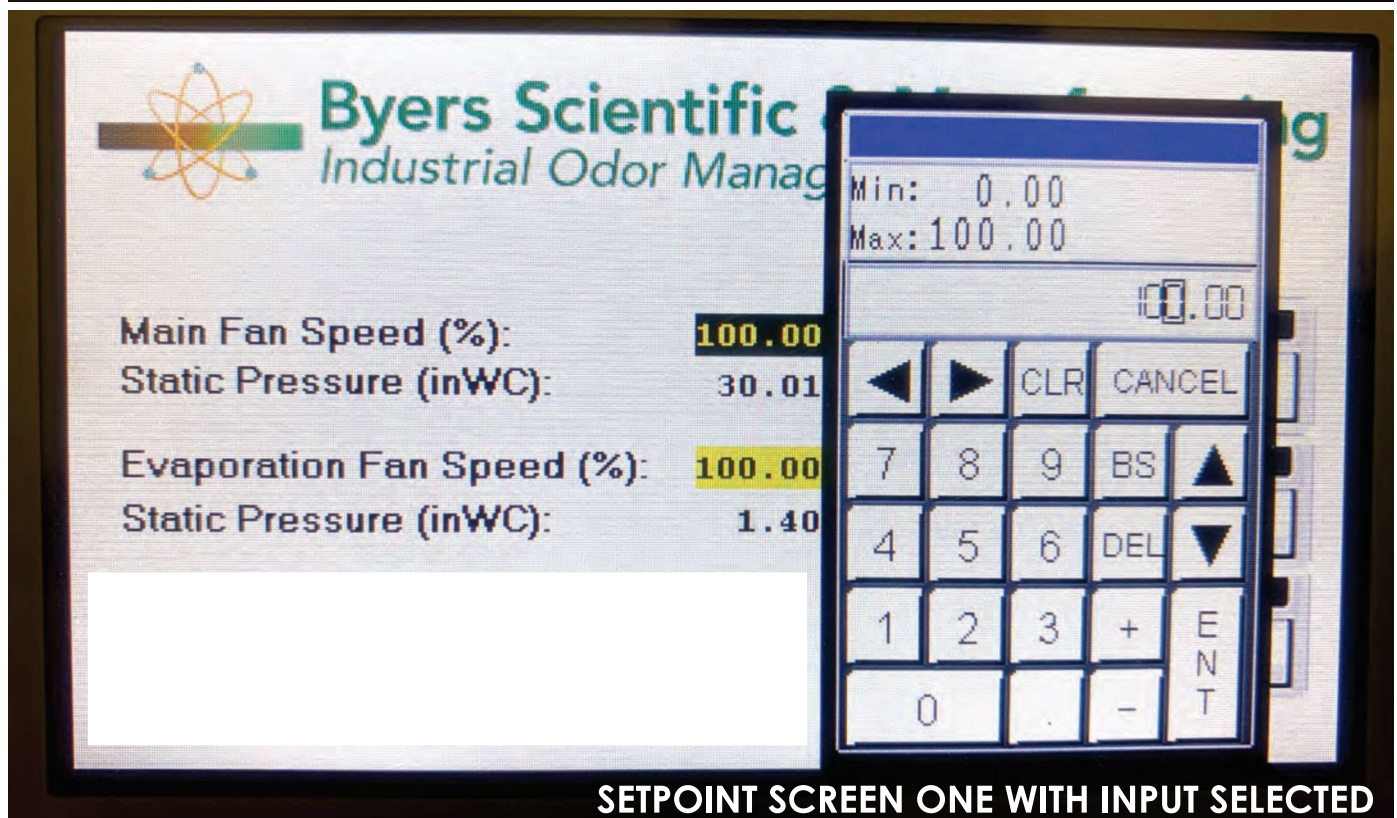 Byers Scientific
Industrial Odor Manag
Main Fan Speed (%): 100.00
Static Pressure (inWC): 30.01
Evaporation Fan Speed (%): 100.00
Static Pressure (inWC): 1.40
Min: 0.00
Max: 100.00
100.00
CLR CANCEL
7 8 9 BS
4 5 6 DEL
1 2 3 + ENT
0 . -
SETPOINT SCREEN ONE WITH INPUT SELECTED